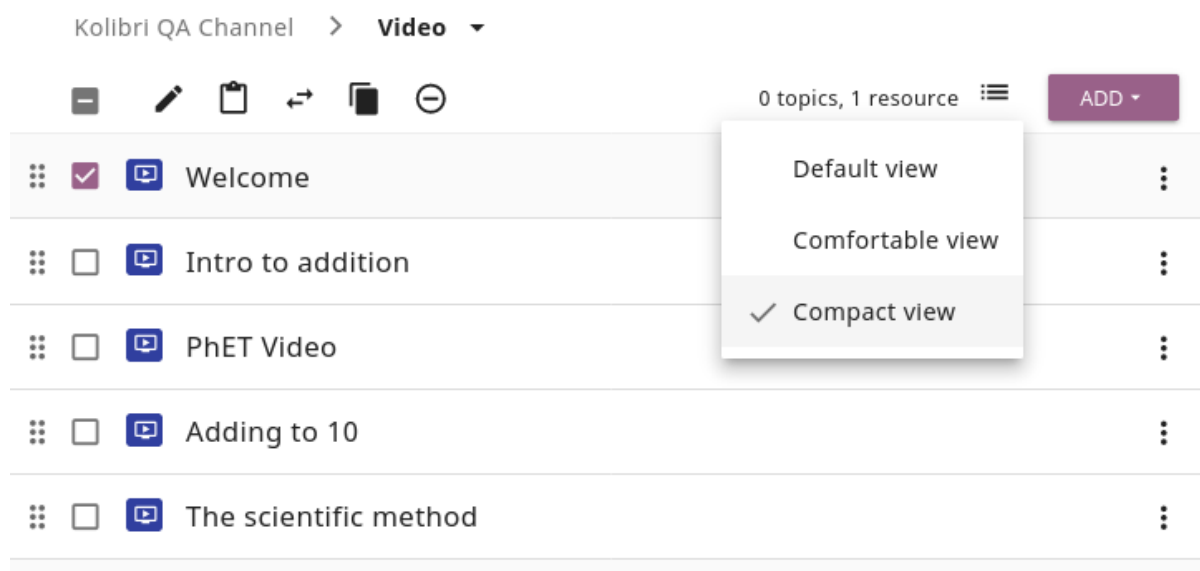 Kolibri QA Channel > Video
0 topics, 1 resource
ADD
Default view
Comfortable view
Compact view
Welcome
Intro to addition
PhET Video
Adding to 10
The scientific method